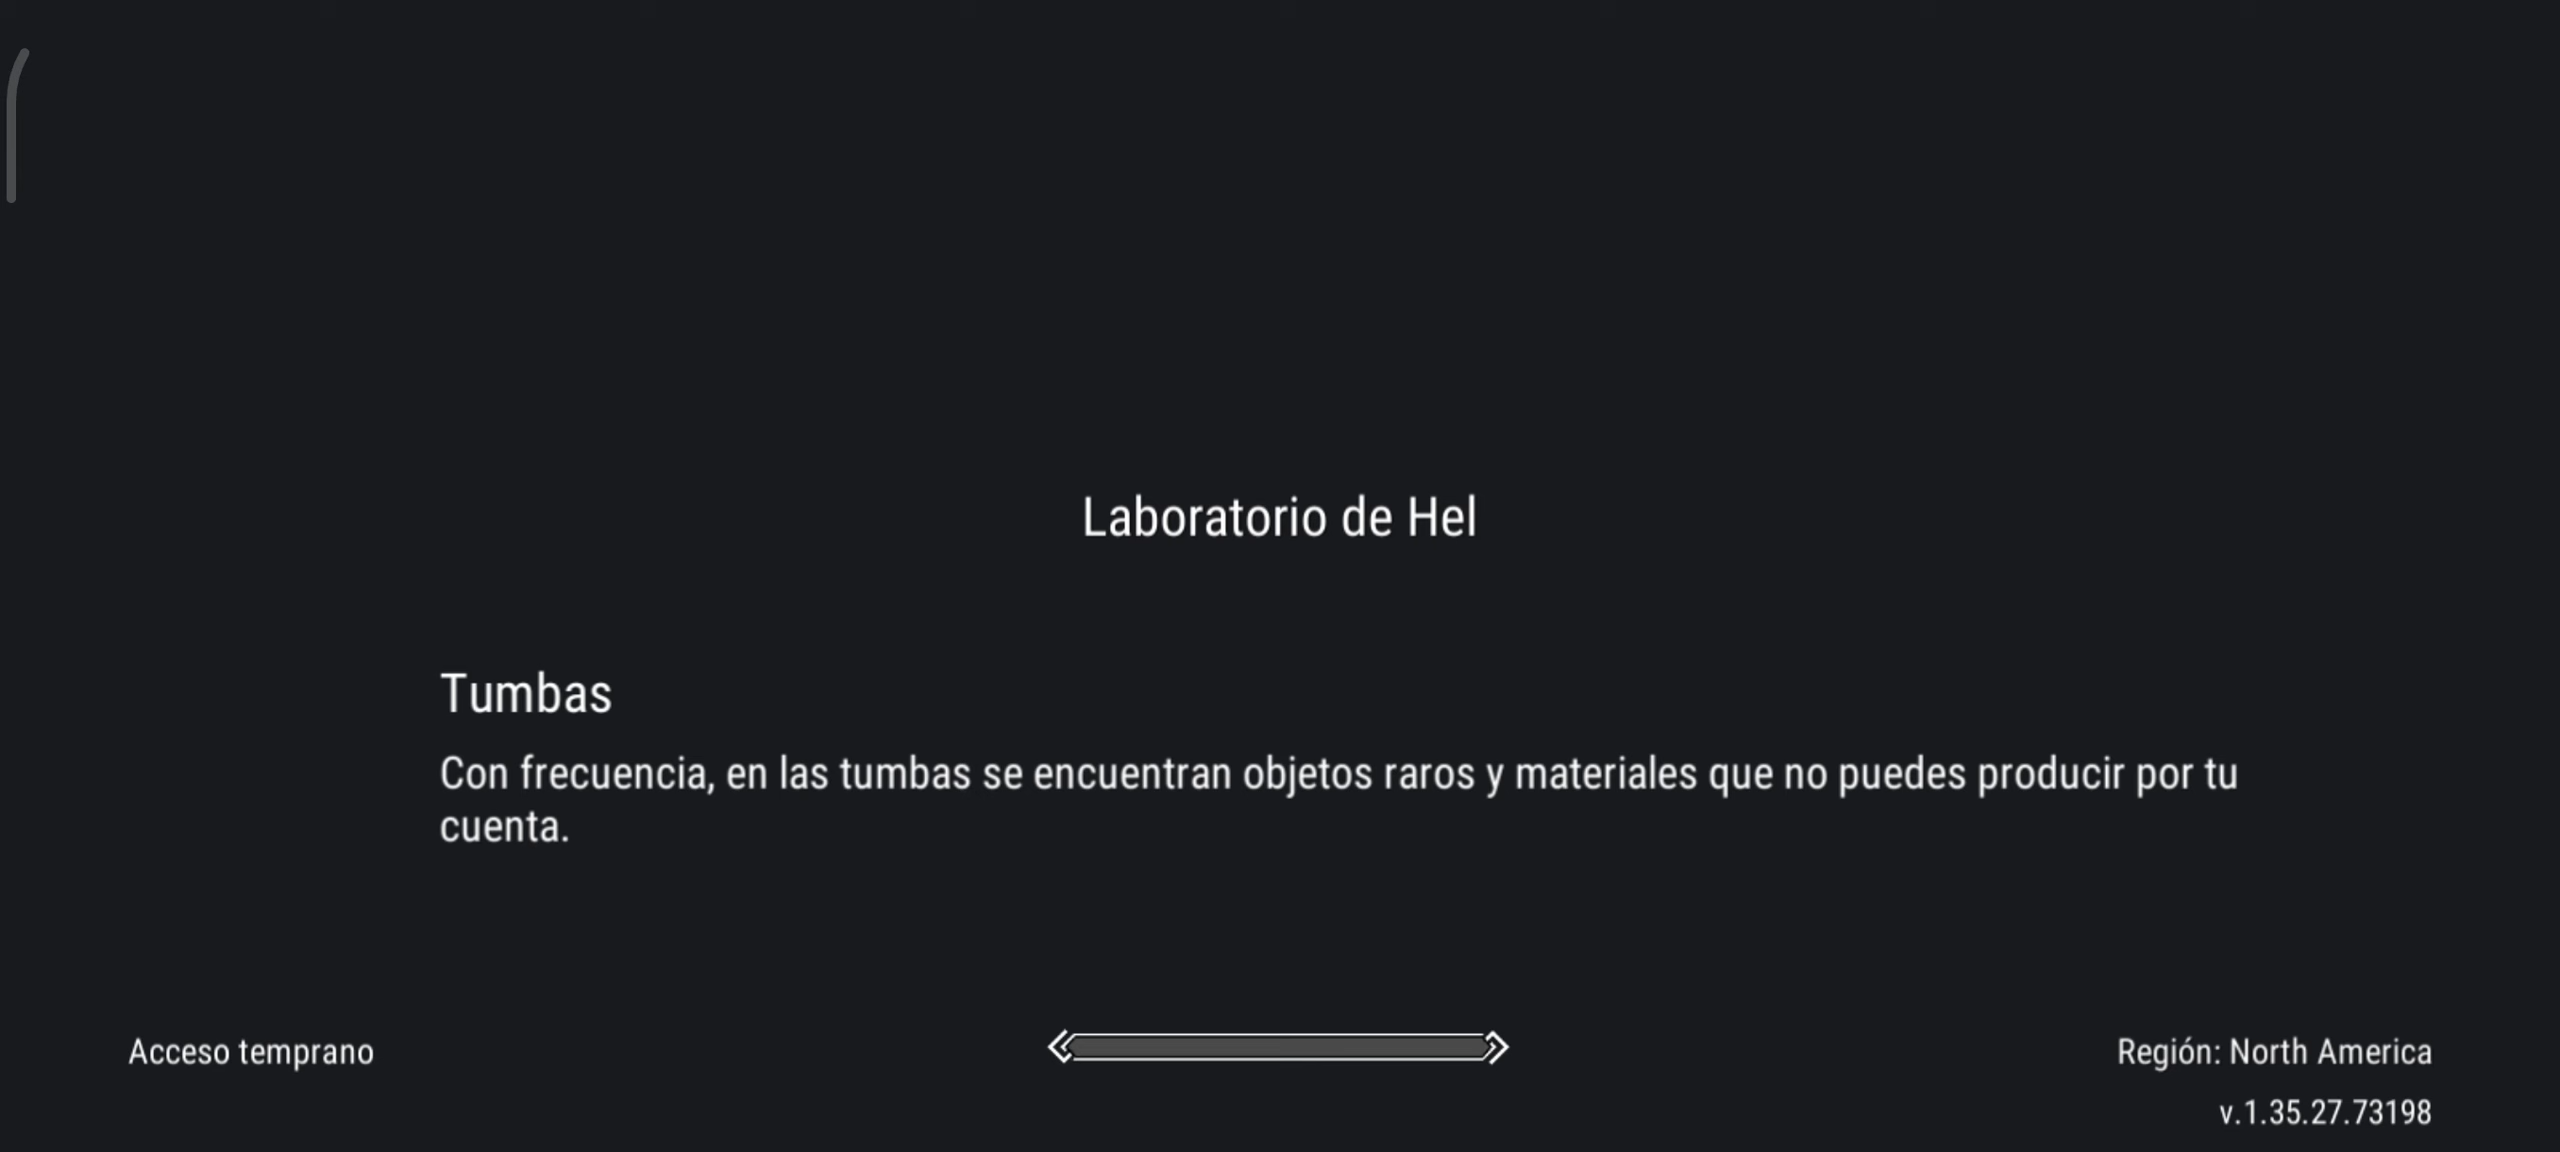 Laboratorio de Hel
Tumbas
Con frecuencia, en las tumbas se encuentran objetos raros y materiales que no puedes producir por tu
cuenta.
Acceso temprano
Región: North America
v.1.35.27.73198